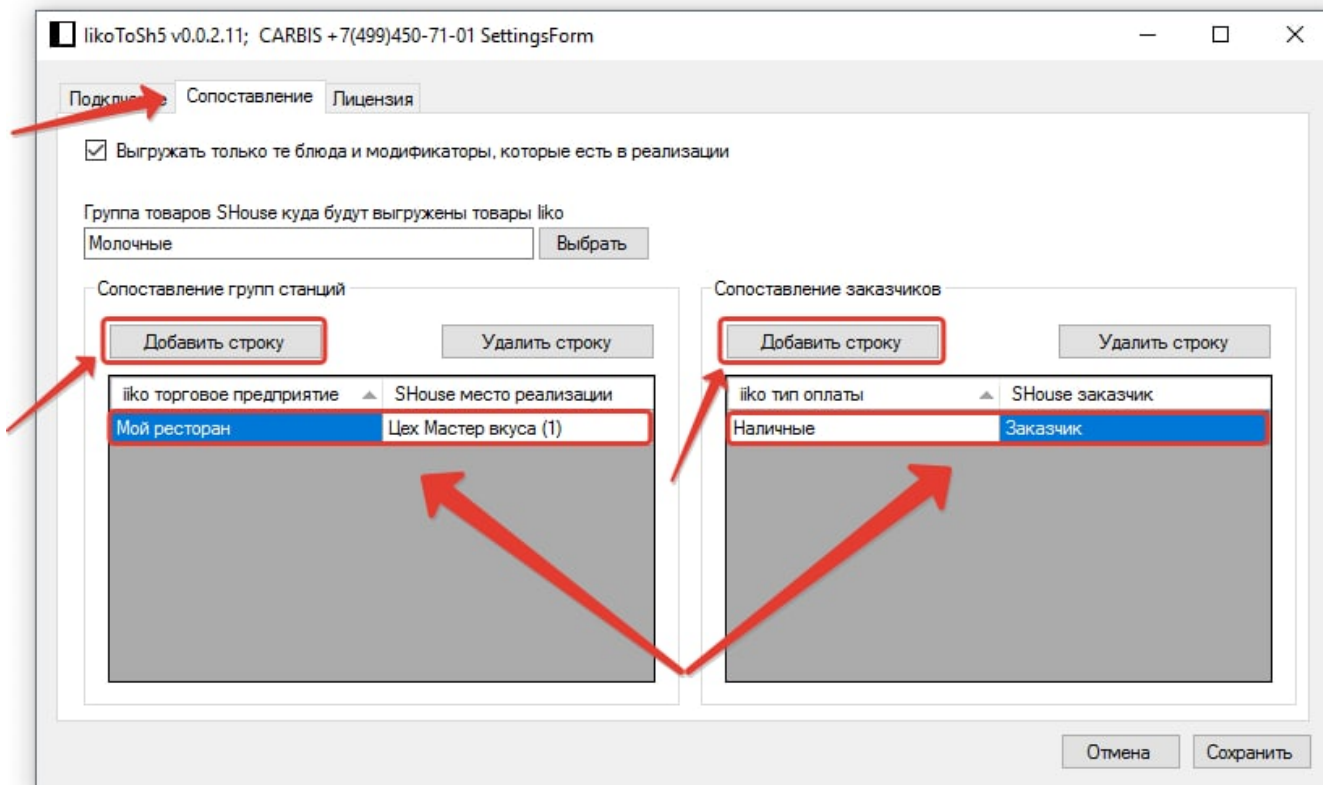 IikoToSh5 v0.0.2.11; CARBIS +7(499)450-71-01 SettingsForm
Сопоставление Лицензия
Выгружать только те блюда и модификаторы, которые есть в реализации
Группа товаров SHouse куда будут выгружены товары Iiko
Молочные Выбрать
Сопоставление групп станций Сопоставление заказчиков
Добавить строку Удалить строку Добавить строку Удалить строку
iiko торговое предприятие SHouse место реализации iiko тип оплаты SHouse заказчик
Мой ресторан Цех Мастер вкуса (1) Наличные Заказчик
Отмена Сохранить